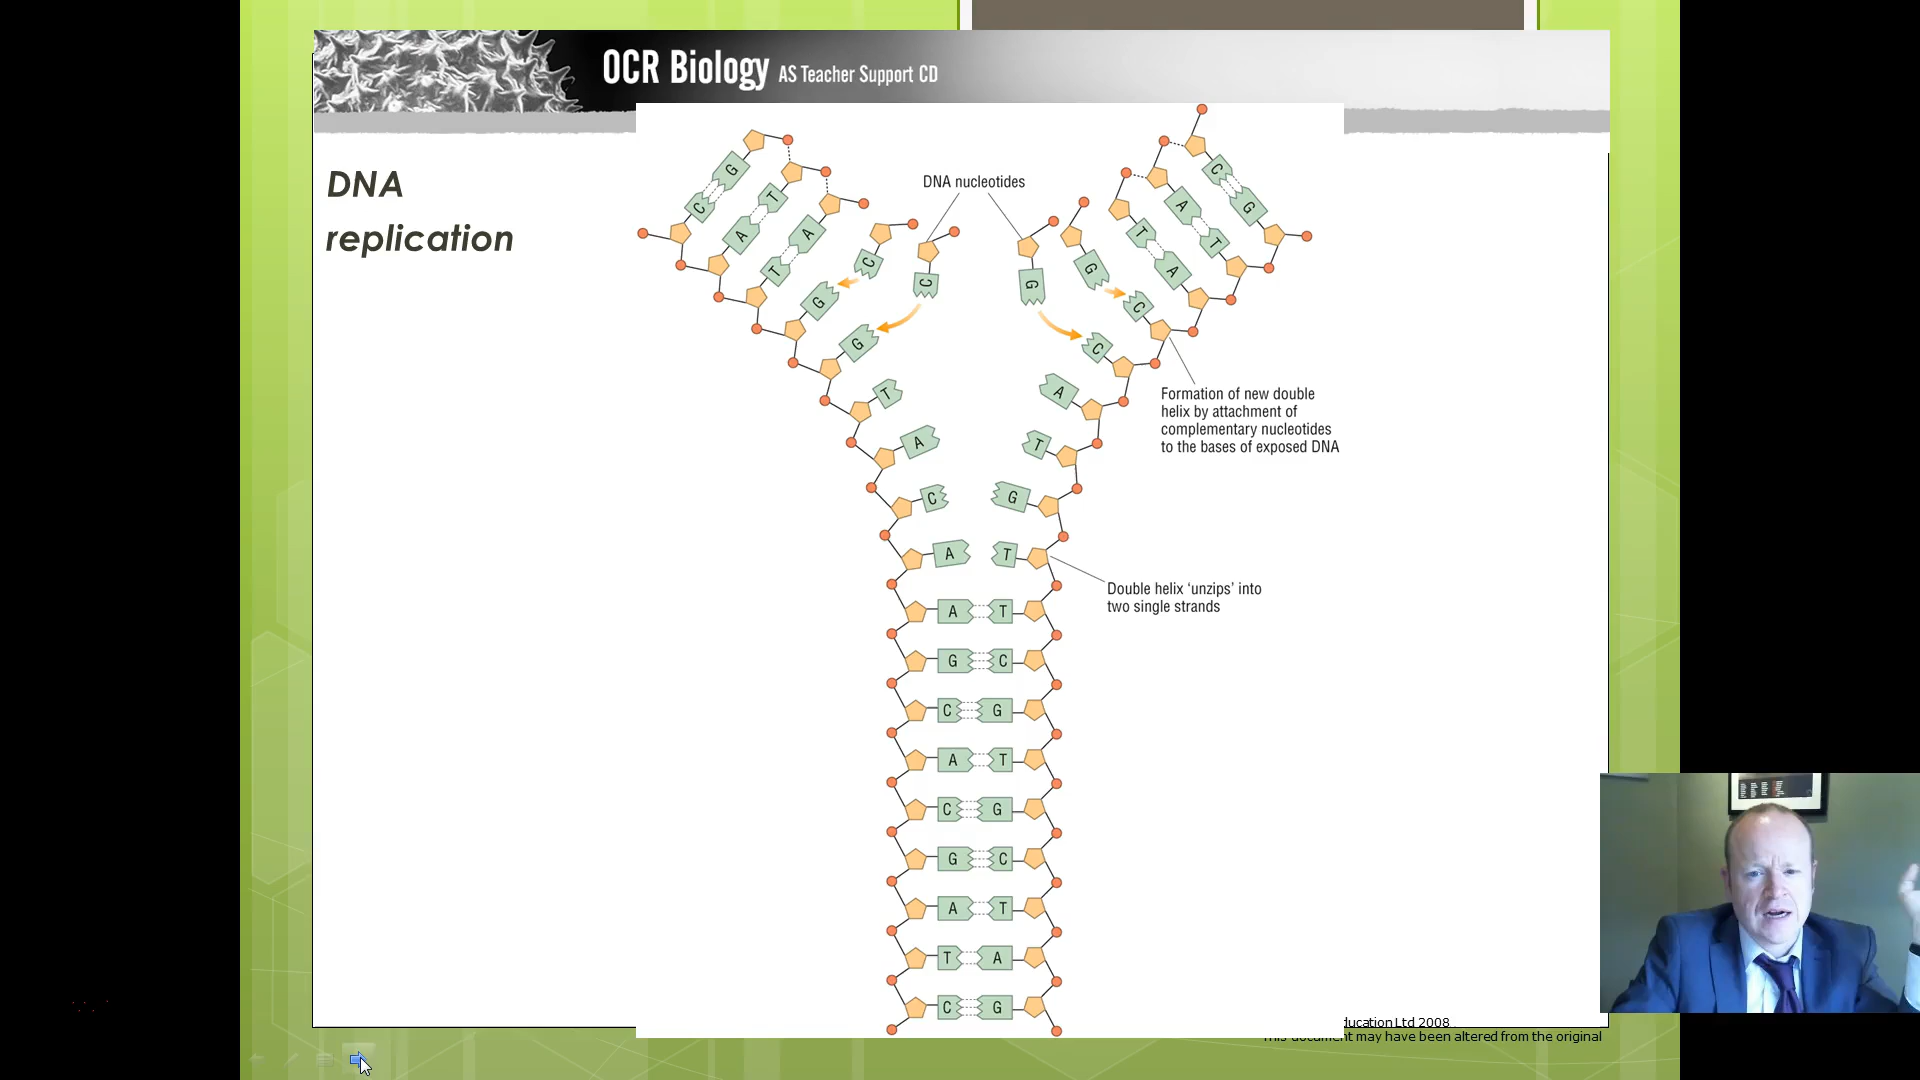 OCR Biology AS Teacher Support CD
DNA
replication
DNA nucleotides
C G
A T
T A
G C
G C
T
A
C
A
C G
A T
T A
G C
G C
A
T
G
T
Formation of new double
helix by attachment of
complementary nucleotides
to the bases of exposed DNA
Double helix ‘unzips’ into
two single strands
A T
G C
C G
A T
C G
G C
A T
T A
C G
ducation Ltd 2008
This document may have been altered from the original